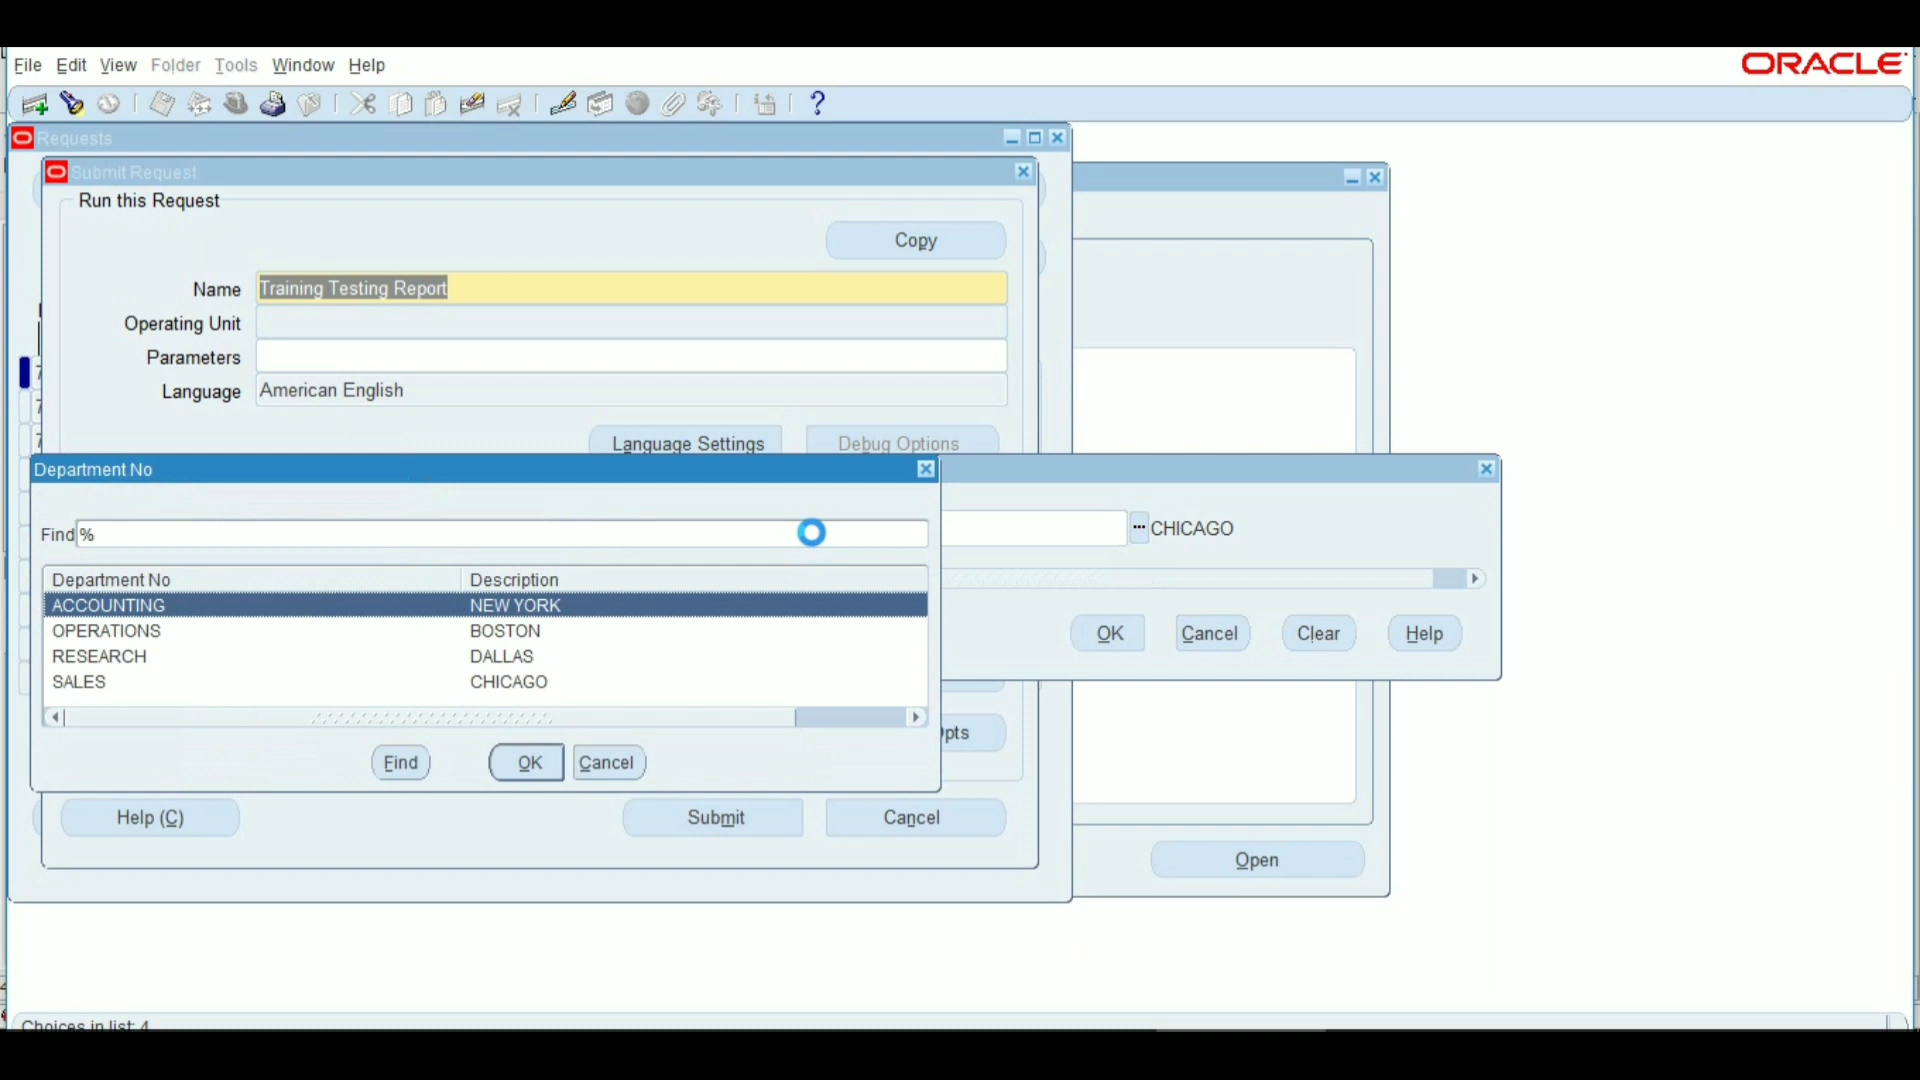 File Edit View Folder Tools Window Help
ORACLE
Requests
Submit Request
Run this Request
Copy
Name Training Testing Report
Operating Unit
Parameters
Language American English
Language Settings Debug Options
Department No
Find %
CHICAGO
Department No Description
ACCOUNTING NEW YORK
OPERATIONS BOSTON
RESEARCH DALLAS
SALES CHICAGO
OK Cancel Clear Help
Find OK Cancel
Help (C) Submit Cancel
Open
Choices in list: 4